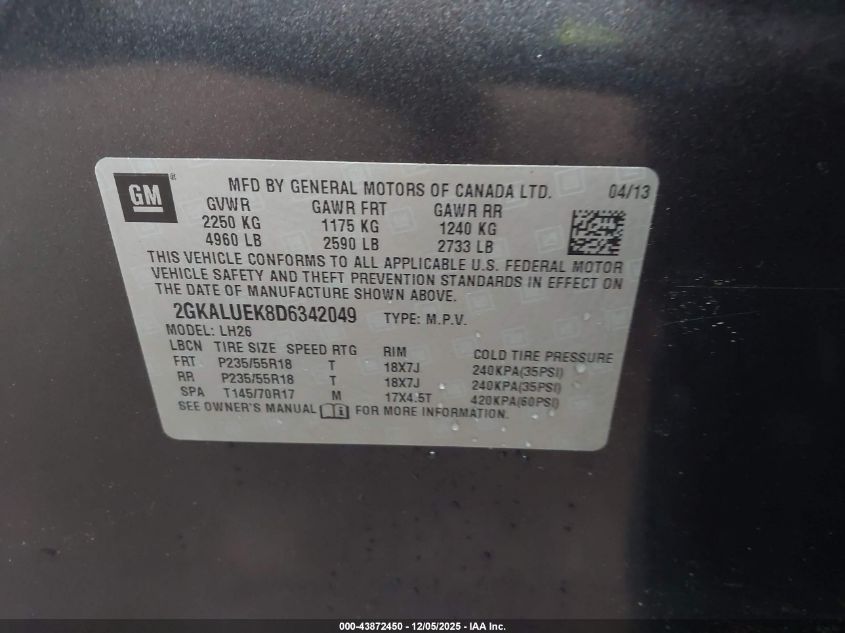 GM ®
MFD BY GENERAL MOTORS OF CANADA LTD. 04/13
GVWR GAWR FRT GAWR RR
2250 KG 1175 KG 1240 KG
4960 LB 2590 LB 2733 LB
THIS VEHICLE CONFORMS TO ALL APPLICABLE U.S. FEDERAL MOTOR
VEHICLE SAFETY AND THEFT PREVENTION STANDARDS IN EFFECT ON
THE DATE OF MANUFACTURE SHOWN ABOVE.
2GKALUEK8D6342049 TYPE: M.P.V.
MODEL: LH26
LBCN TIRE SIZE SPEED RTG RIM COLD TIRE PRESSURE
FRT P235/55R18 T 18X7J 240KPA(35PSI)
RR P235/55R18 T 18X7J 240KPA(35PSI)
SPA T145/70R17 M 17X4.5T 420KPA(60PSI)
SEE OWNER'S MANUAL FOR MORE INFORMATION.
000-43872450 - 12/05/2025 - IAA Inc.